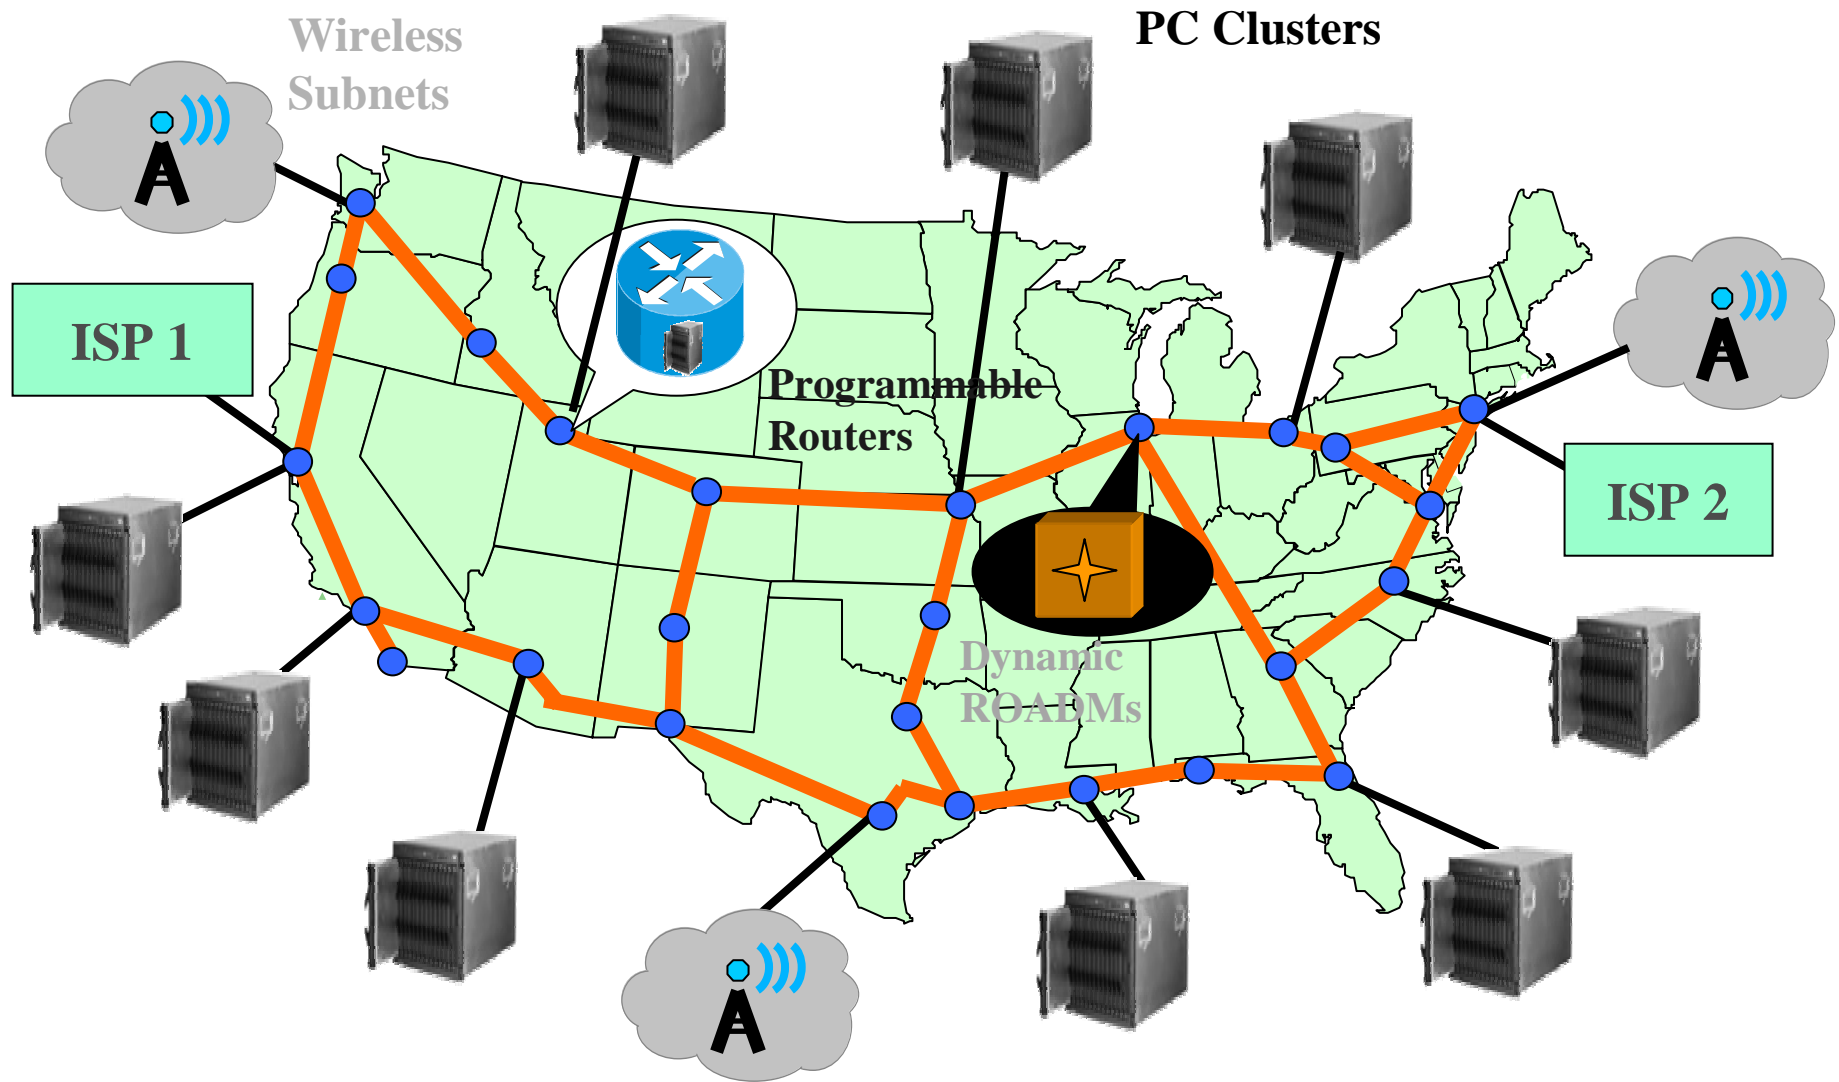 Wireless
Subnets
PC Clusters
ISP 1
Programmable
Routers
ISP 2
Dynamic
ROADMs